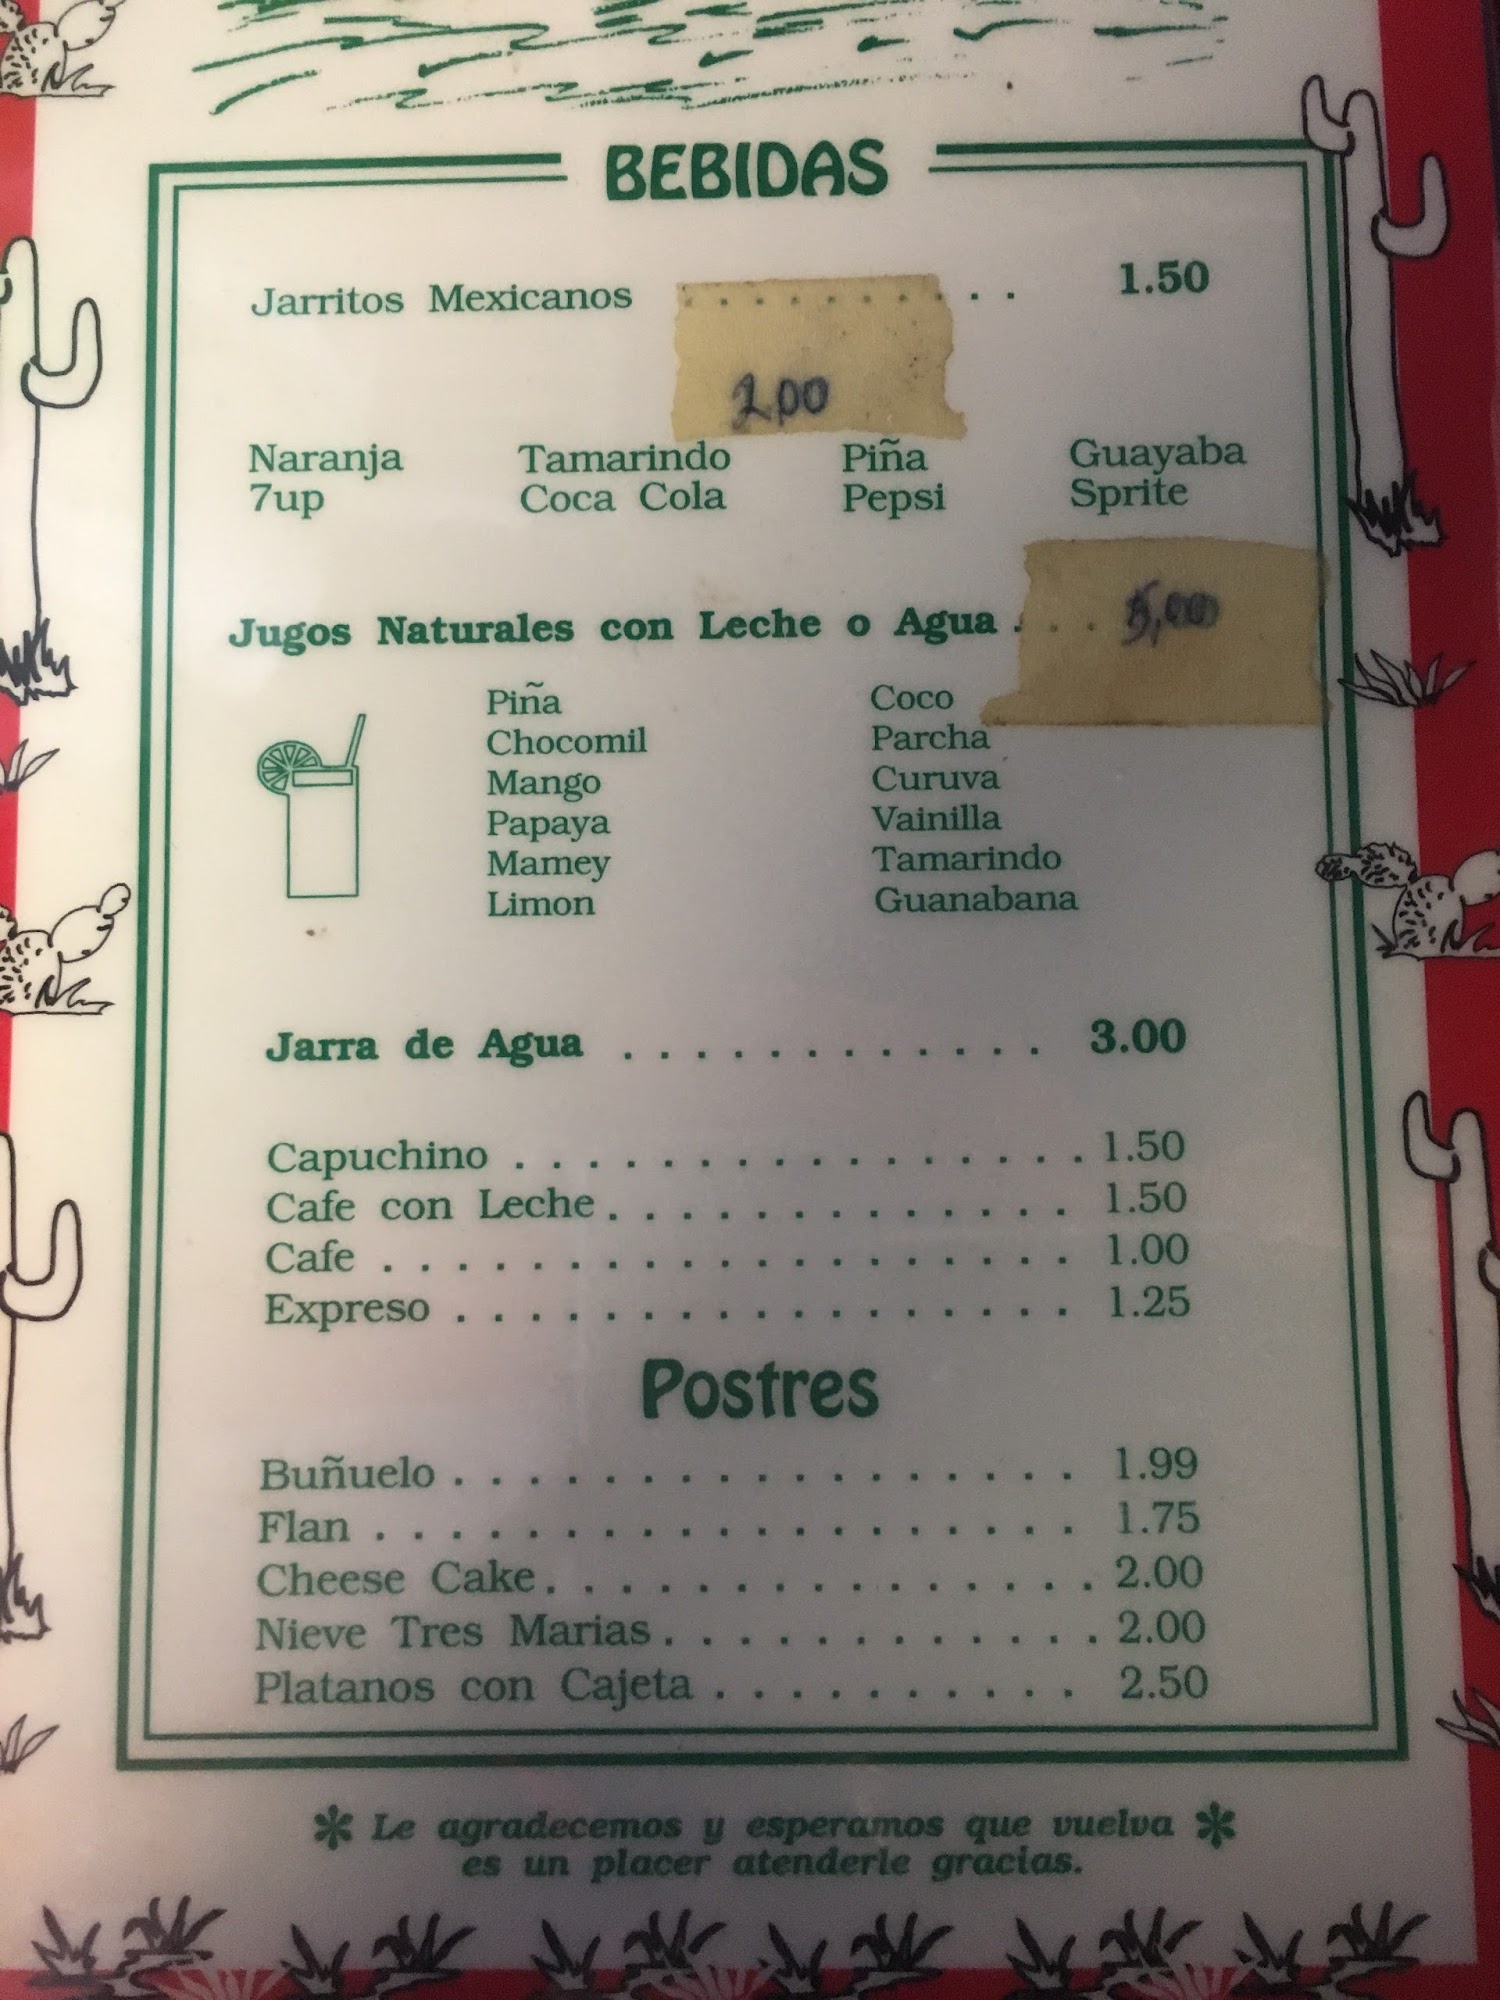 BEBIDAS
Jarritos Mexicanos . . . . . . . . . . 1.50
2,00
Naranja Tamarindo Piña Guayaba
7up Coca Cola Pepsi Sprite
Jugos Naturales con Leche o Agua . . . 5,00
Piña Coco
Chocomil Parcha
Mango Curuva
Papaya Vainilla
Mamey Tamarindo
Limon Guanabana
Jarra de Agua . . . . . . . . . . . . 3.00
Capuchino . . . . . . . . . . . . . . . . 1.50
Cafe con Leche . . . . . . . . . . . . . 1.50
Cafe . . . . . . . . . . . . . . . . . . . 1.00
Expreso . . . . . . . . . . . . . . . . . 1.25
Postres
Buñuelo . . . . . . . . . . . . . . . . . 1.99
Flan . . . . . . . . . . . . . . . . . . . 1.75
Cheese Cake . . . . . . . . . . . . . . . 2.00
Nieve Tres Marias . . . . . . . . . . . . 2.00
Platanos con Cajeta . . . . . . . . . . 2.50
* Le agradecemos y esperamos que vuelva *
es un placer atenderle gracias.